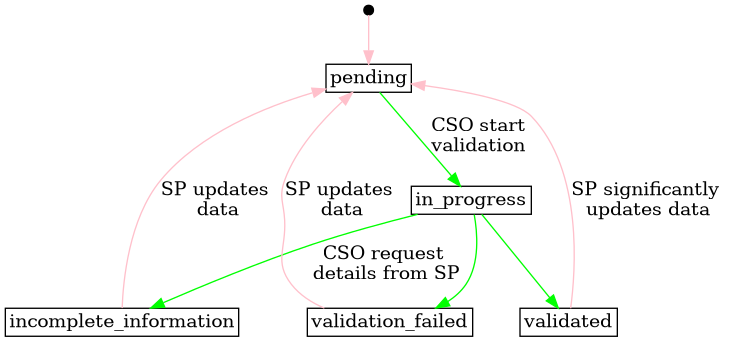 pending
CSO start
validation
SP updates
data
SP updates
data
in_progress
SP significantly
updates data
CSO request
details from SP
incomplete_information
validation_failed
validated